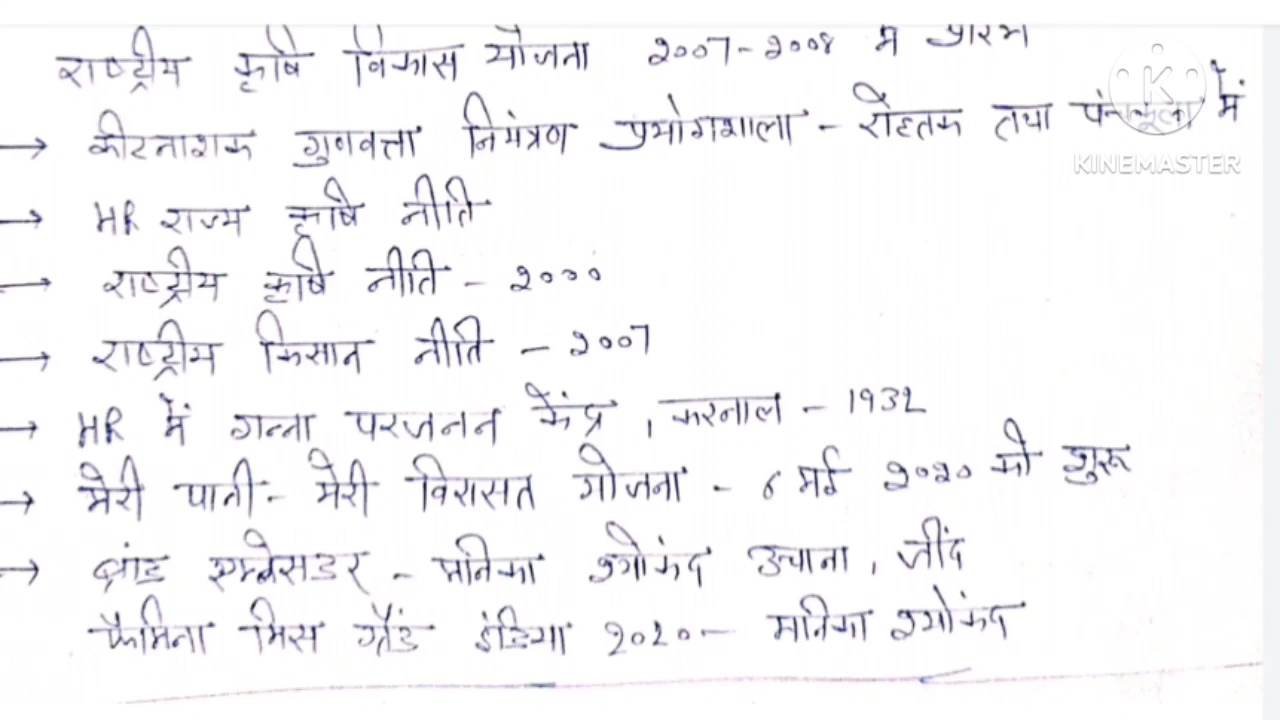 राष्ट्रीय कृषि विकास योजना 2007-2008 में प्रारंभ
→ कीटनाशक गुणवत्ता नियंत्रण प्रयोगशाला - रोहतक तथा पंचकूला में
KINEMASTER
→ HR राज्य कृषि नीति
→ राष्ट्रीय कृषि नीति - 2000
→ राष्ट्रीय किसान नीति - 2007
→ HR में गन्ना परजनन केंद्र, करनाल - 1932
→ मेरी पानी - मेरी विरासत योजना - 6 मई 2020 को शुरू
→ ब्रांड एम्बेसडर - मनिका श्योकंद उचाना, जींद
फैमिना मिस ग्रैंड इंडिया 2020 - मनिका श्योकंद